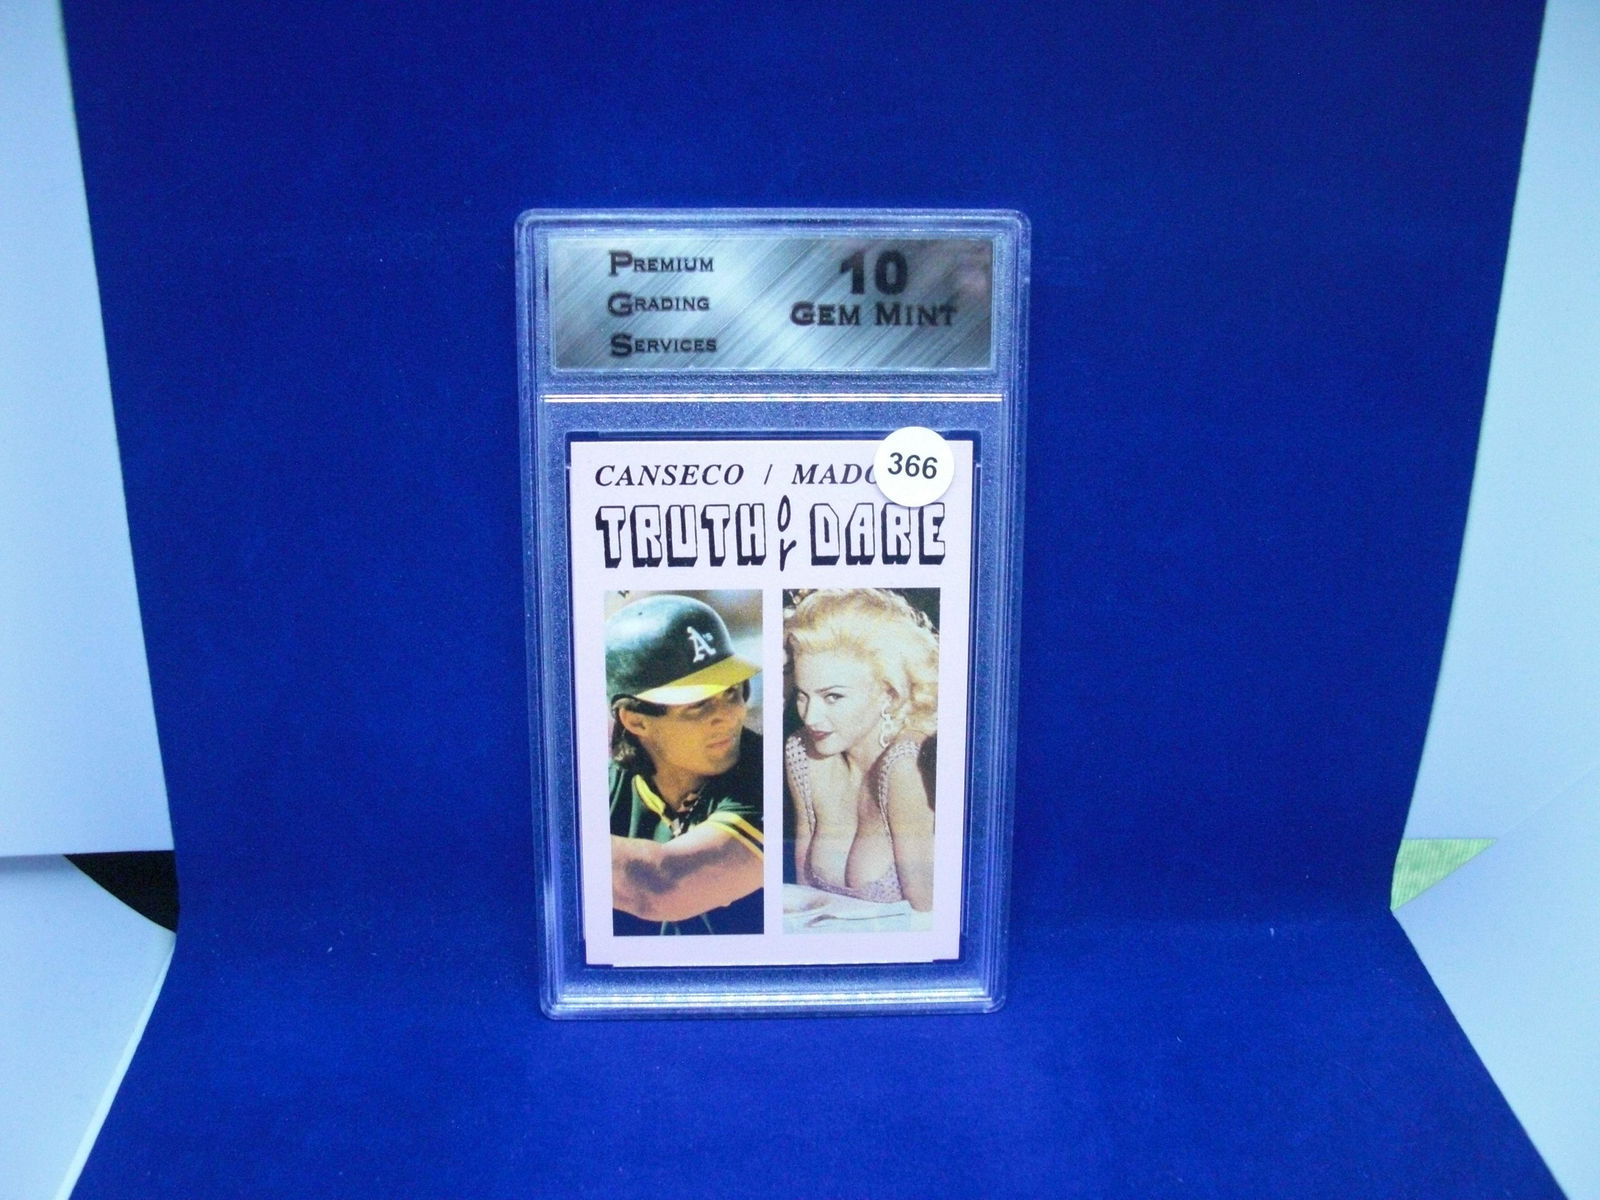 PREMIUM
GRADING
SERVICES
10
GEM MINT
CANSECO / MADO
366
TRUTH or DARE
A's